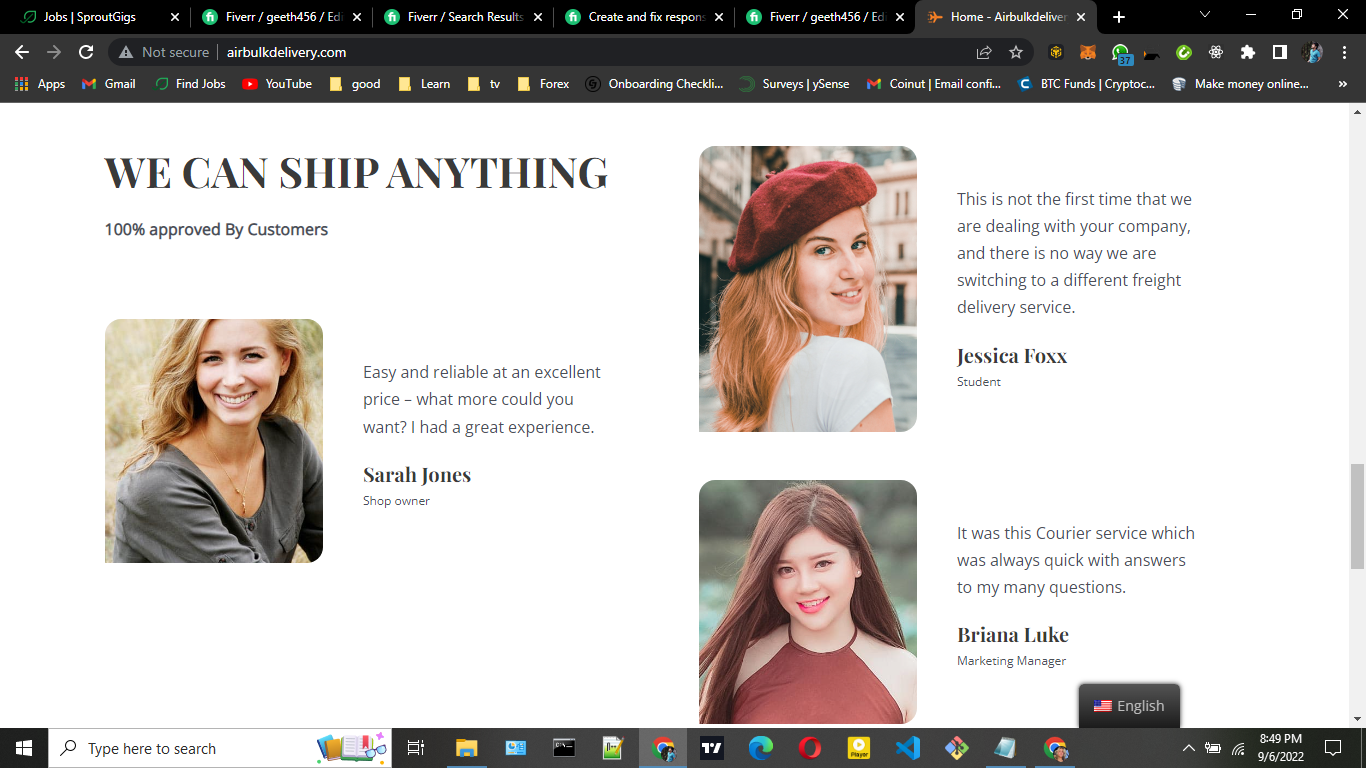 Jobs | SproutGigs
Fiverr / geeth456 / Edi
Fiverr / Search Results
Create and fix respons
Fiverr / geeth456 / Edi
Home - Airbulkdeliver
Not secure | airbulkdelivery.com
37
Apps
Gmail
Find Jobs
YouTube
good
Learn
tv
Forex
Onboarding Checkli...
Surveys | ySense
Coinut | Email confi...
BTC Funds | Cryptoc...
Make money online...
»
WE CAN SHIP ANYTHING
100% approved By Customers
Easy and reliable at an excellent
price – what more could you
want? I had a great experience.
Sarah Jones
Shop owner
This is not the first time that we
are dealing with your company,
and there is no way we are
switching to a different freight
delivery service.
Jessica Foxx
Student
It was this Courier service which
was always quick with answers
to my many questions.
Briana Luke
Marketing Manager
English
Type here to search
Player
8:49 PM
9/6/2022